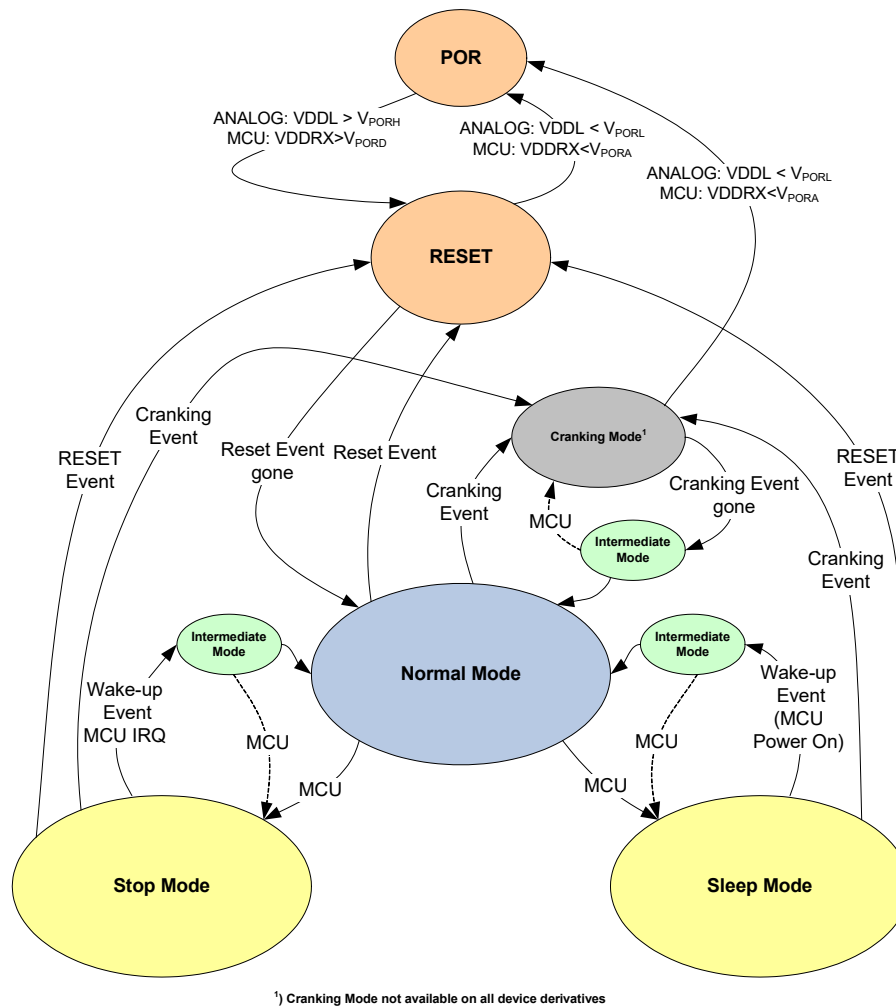 POR
ANALOG: VDDL > VPORH
MCU: VDDRX>VPORD
ANALOG: VDDL < VPORL
MCU: VDDRX<VPORA
ANALOG: VDDL < VPORL
MCU: VDDRX<VPORA
RESET
RESET
Event
Cranking
Event
Reset Event
gone
Reset Event
Cranking
Event
Cranking Mode1
Cranking Event
gone
MCU
Intermediate
Mode
RESET
Event
Cranking
Event
Intermediate
Mode
Normal Mode
Intermediate
Mode
Wake-up
Event
MCU IRQ
MCU
MCU
MCU
MCU
Wake-up
Event
(MCU
Power On)
Stop Mode
Sleep Mode
1) Cranking Mode not available on all device derivatives